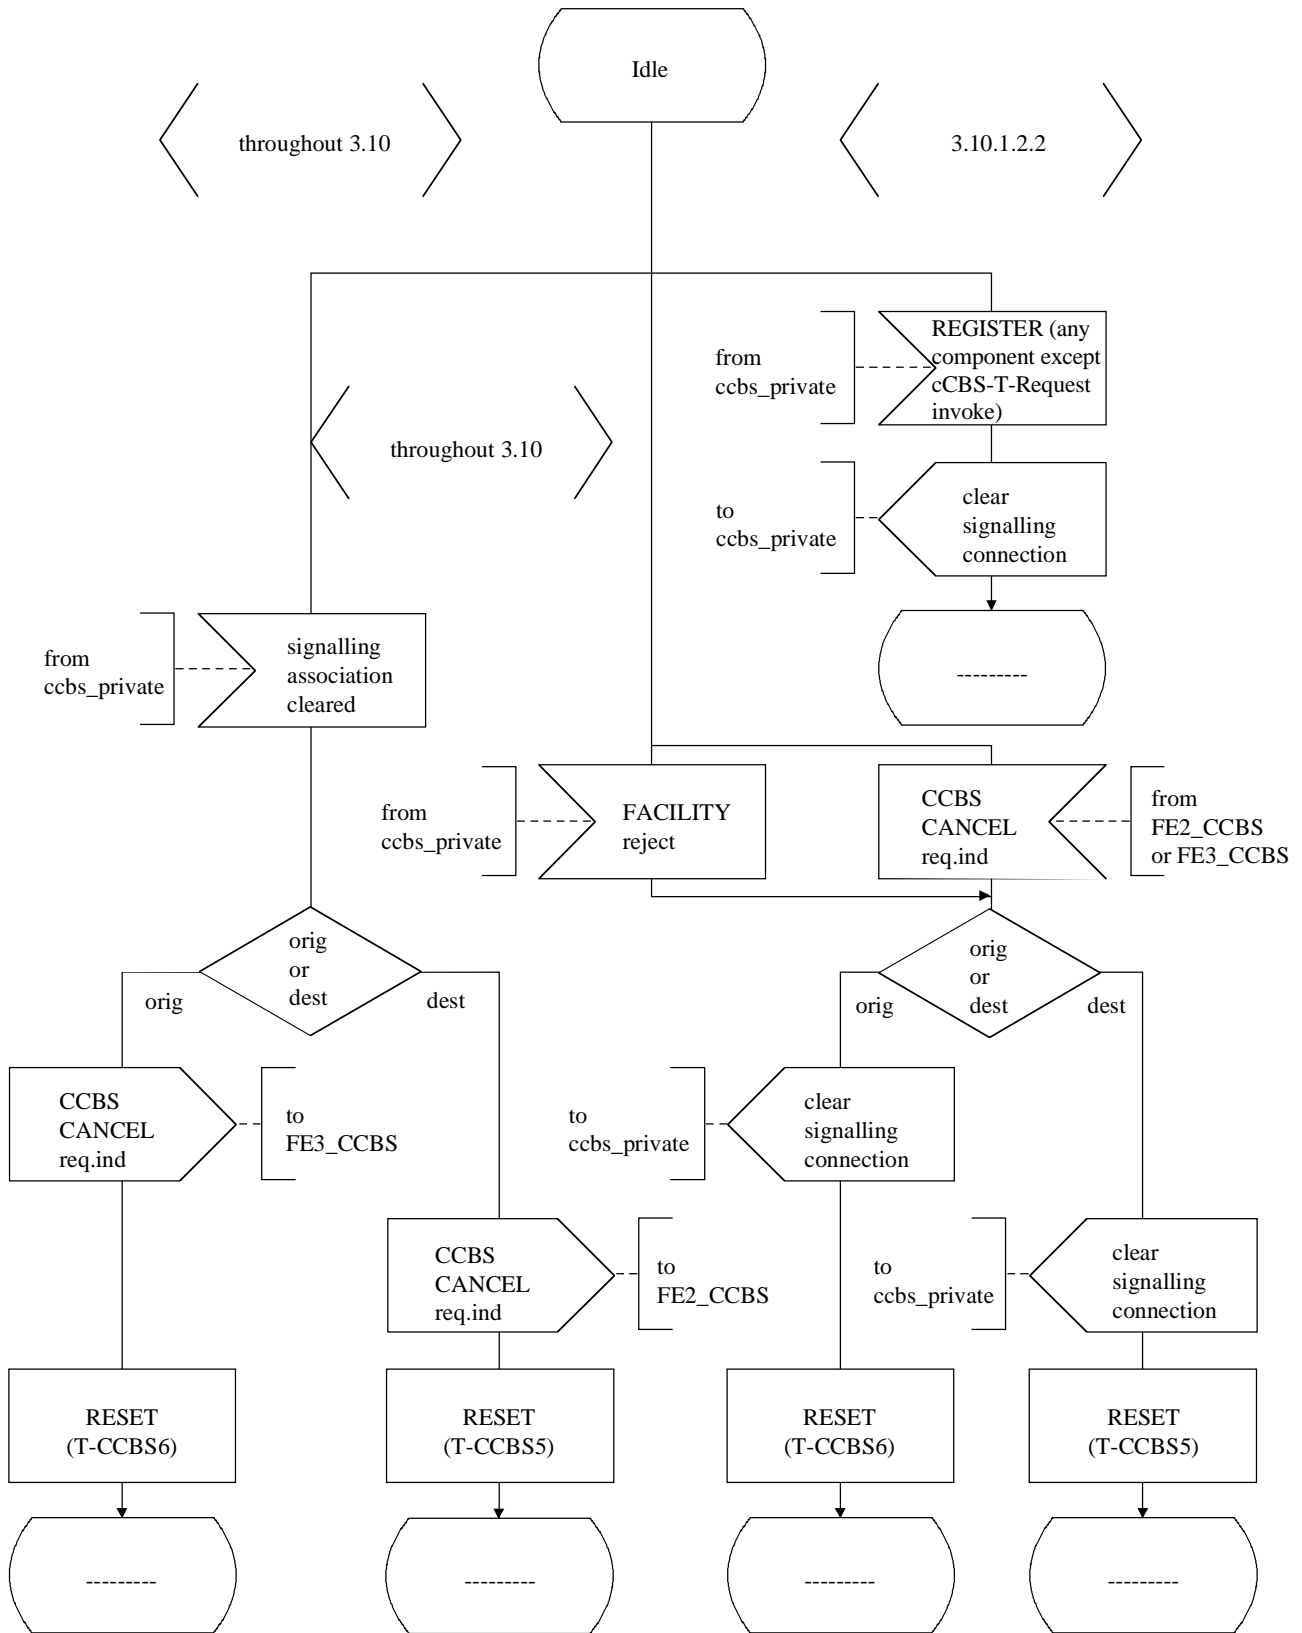 Idle
throughout 3.10
3.10.1.2.2
from
ccbs_private
REGISTER (any
component except
cCBS-T-Request
invoke)
throughout 3.10
to
ccbs_private
clear
signalling
connection
---------
from
ccbs_private
signalling
association
cleared
from
ccbs_private
FACILITY
reject
CCBS
CANCEL
req.ind
from
FE2_CCBS
or FE3_CCBS
orig
or
dest
orig
dest
orig
or
dest
orig
dest
CCBS
CANCEL
req.ind
to
FE3_CCBS
to
ccbs_private
clear
signalling
connection
CCBS
CANCEL
req.ind
to
FE2_CCBS
to
ccbs_private
clear
signalling
connection
RESET
(T-CCBS6)
RESET
(T-CCBS5)
RESET
(T-CCBS6)
RESET
(T-CCBS5)
---------
---------
---------
---------